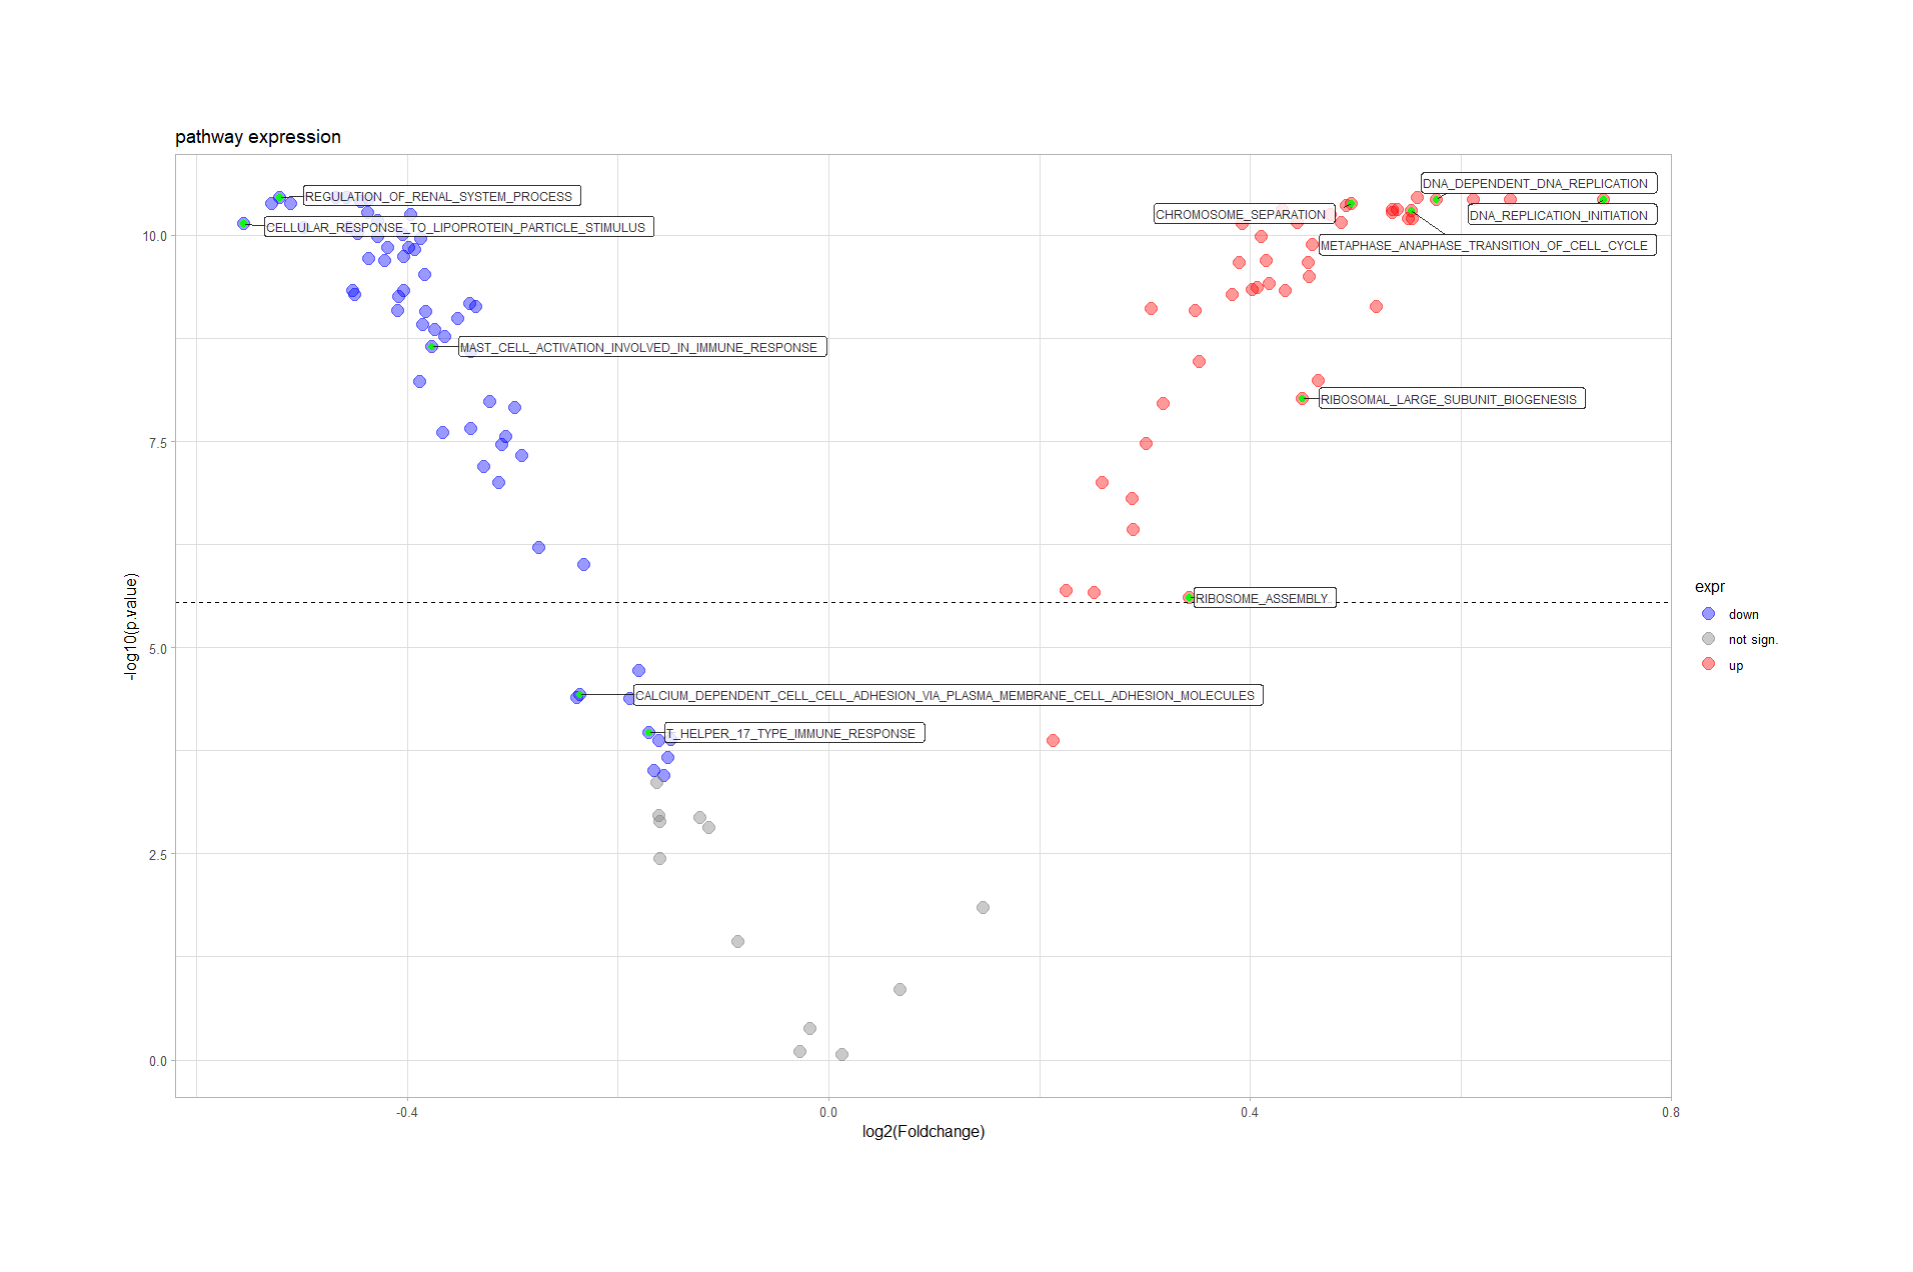 pathway expression
REGULATION_OF_RENAL_SYSTEM_PROCESS
DNA_DEPENDENT_DNA_REPLICATION
CHROMOSOME_SEPARATION
DNA_REPLICATION_INITIATION
CELLULAR_RESPONSE_TO_LIPOPROTEIN_PARTICLE_STIMULUS
METAPHASE_ANAPHASE_TRANSITION_OF_CELL_CYCLE
MAST_CELL_ACTIVATION_INVOLVED_IN_IMMUNE_RESPONSE
RIBOSOMAL_LARGE_SUBUNIT_BIOGENESIS
RIBOSOME_ASSEMBLY
CALCIUM_DEPENDENT_CELL_CELL_ADHESION_VIA_PLASMA_MEMBRANE_CELL_ADHESION_MOLECULES
T_HELPER_17_TYPE_IMMUNE_RESPONSE
10.0
7.5
5.0
2.5
0.0
-log10(p.value)
-0.4
0.0
0.4
0.8
log2(Foldchange)
expr
down
not sign.
up